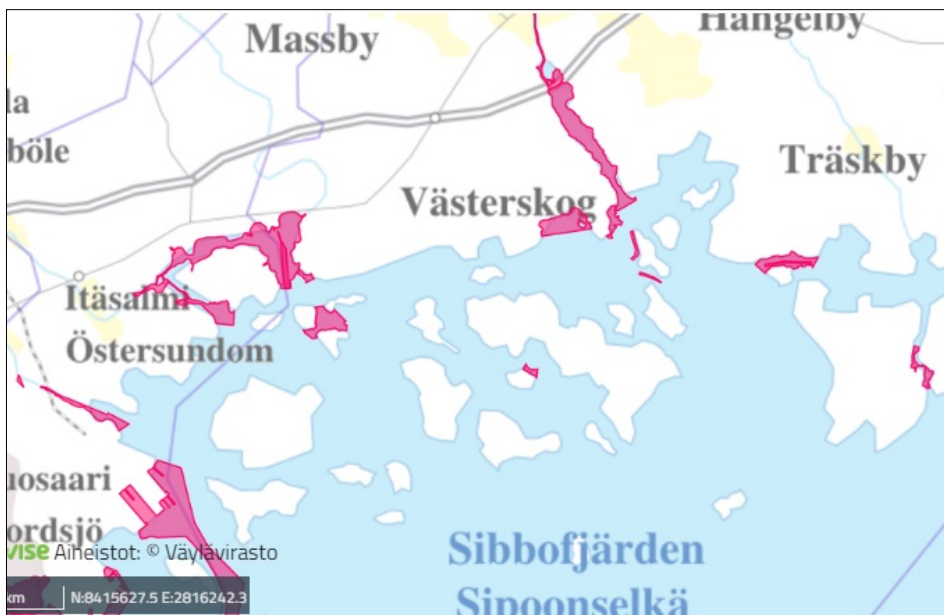 Massby
Hangelby
la
böle
Träskby
Västerskog
Itäsalmi
Östersundom
uosaari
ordsjö
vise Aineistot: © Väylävirasto
Sibbofjärden
Sipoonselkä
km N:8415627.5 E:2816242.3